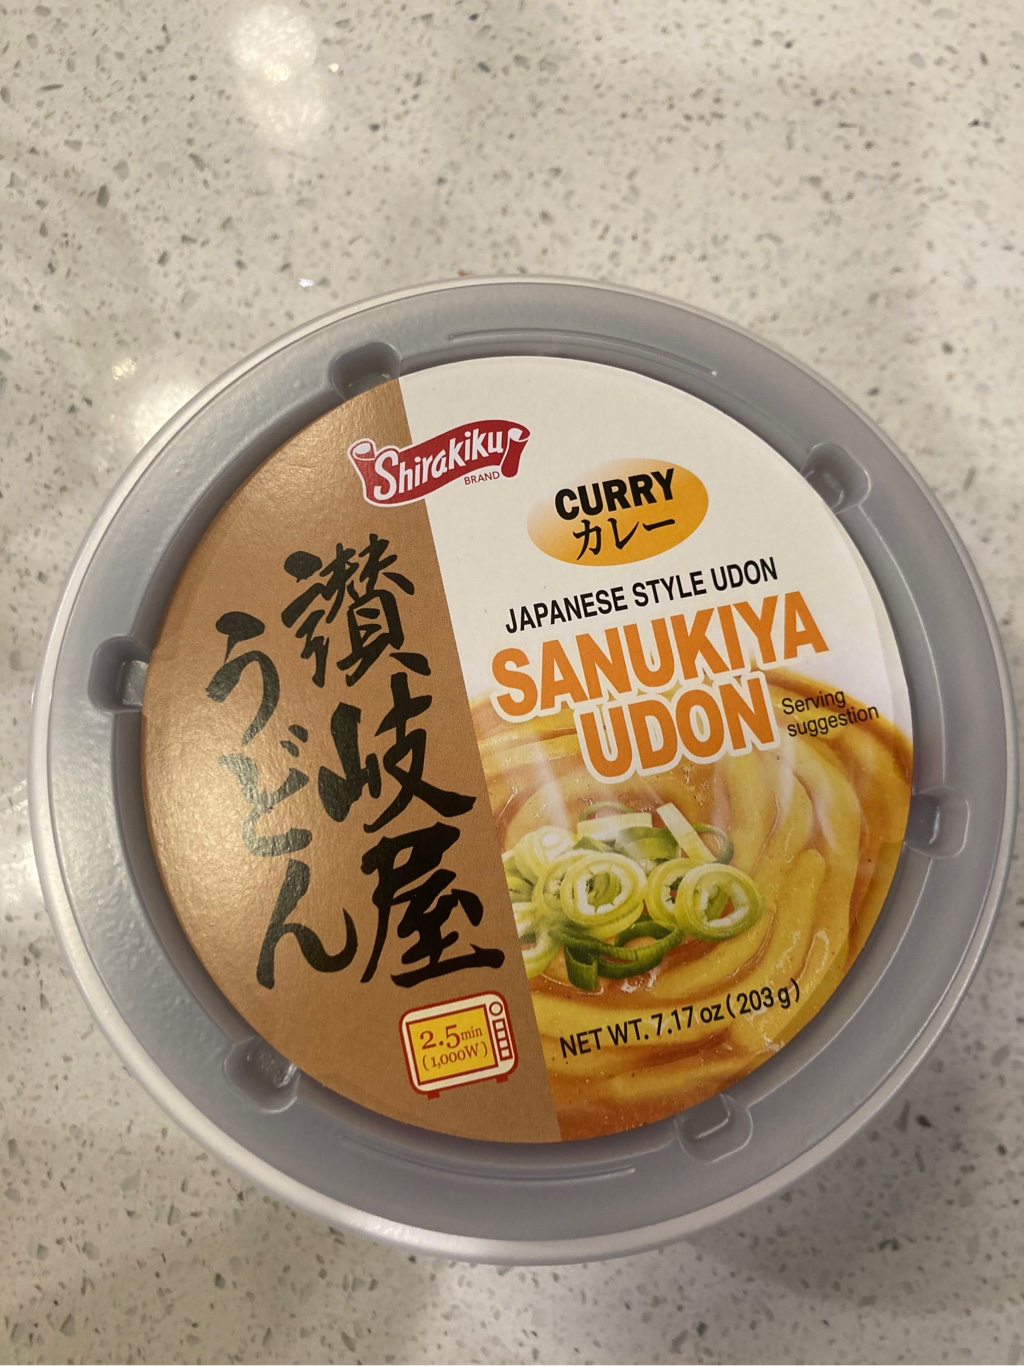 Shirakiku
BRAND
CURRY
カレー
JAPANESE STYLE UDON
SANUKIYA
UDON
Serving
suggestion
讃岐屋
うどん
2.5min
(1,000W)
NET WT. 7.17 oz (203 g)